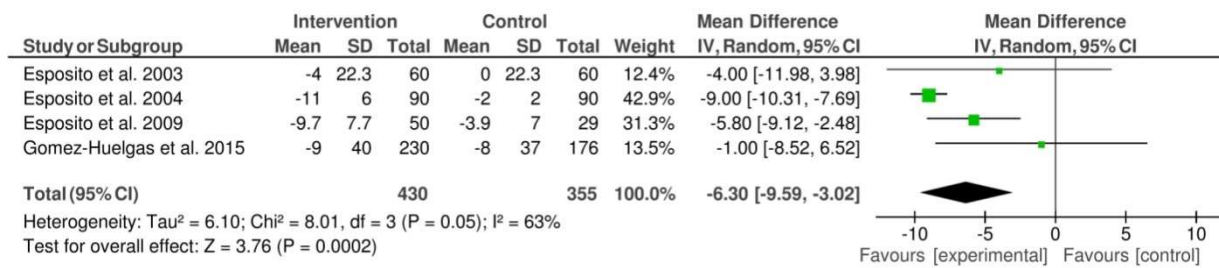 Intervention Control Mean Difference Mean Difference
Study or Subgroup Mean SD Total Mean SD Total Weight IV, Random, 95% CI IV, Random, 95% CI
Esposito et al. 2003 -4 22.3 60 0 22.3 60 12.4% -4.00 [-11.98, 3.98]
Esposito et al. 2004 -11 6 90 -2 2 90 42.9% -9.00 [-10.31, -7.69]
Esposito et al. 2009 -9.7 7.7 50 -3.9 7 29 31.3% -5.80 [-9.12, -2.48]
Gomez-Huelgas et al. 2015 -9 40 230 -8 37 176 13.5% -1.00 [-8.52, 6.52]
Total (95% CI) 430 355 100.0% -6.30 [-9.59, -3.02]
Heterogeneity: Tau² = 6.10; Chi² = 8.01, df = 3 (P = 0.05); I² = 63%
Test for overall effect: Z = 3.76 (P = 0.0002)
-10 -5 0 5 10
Favours [experimental] Favours [control]